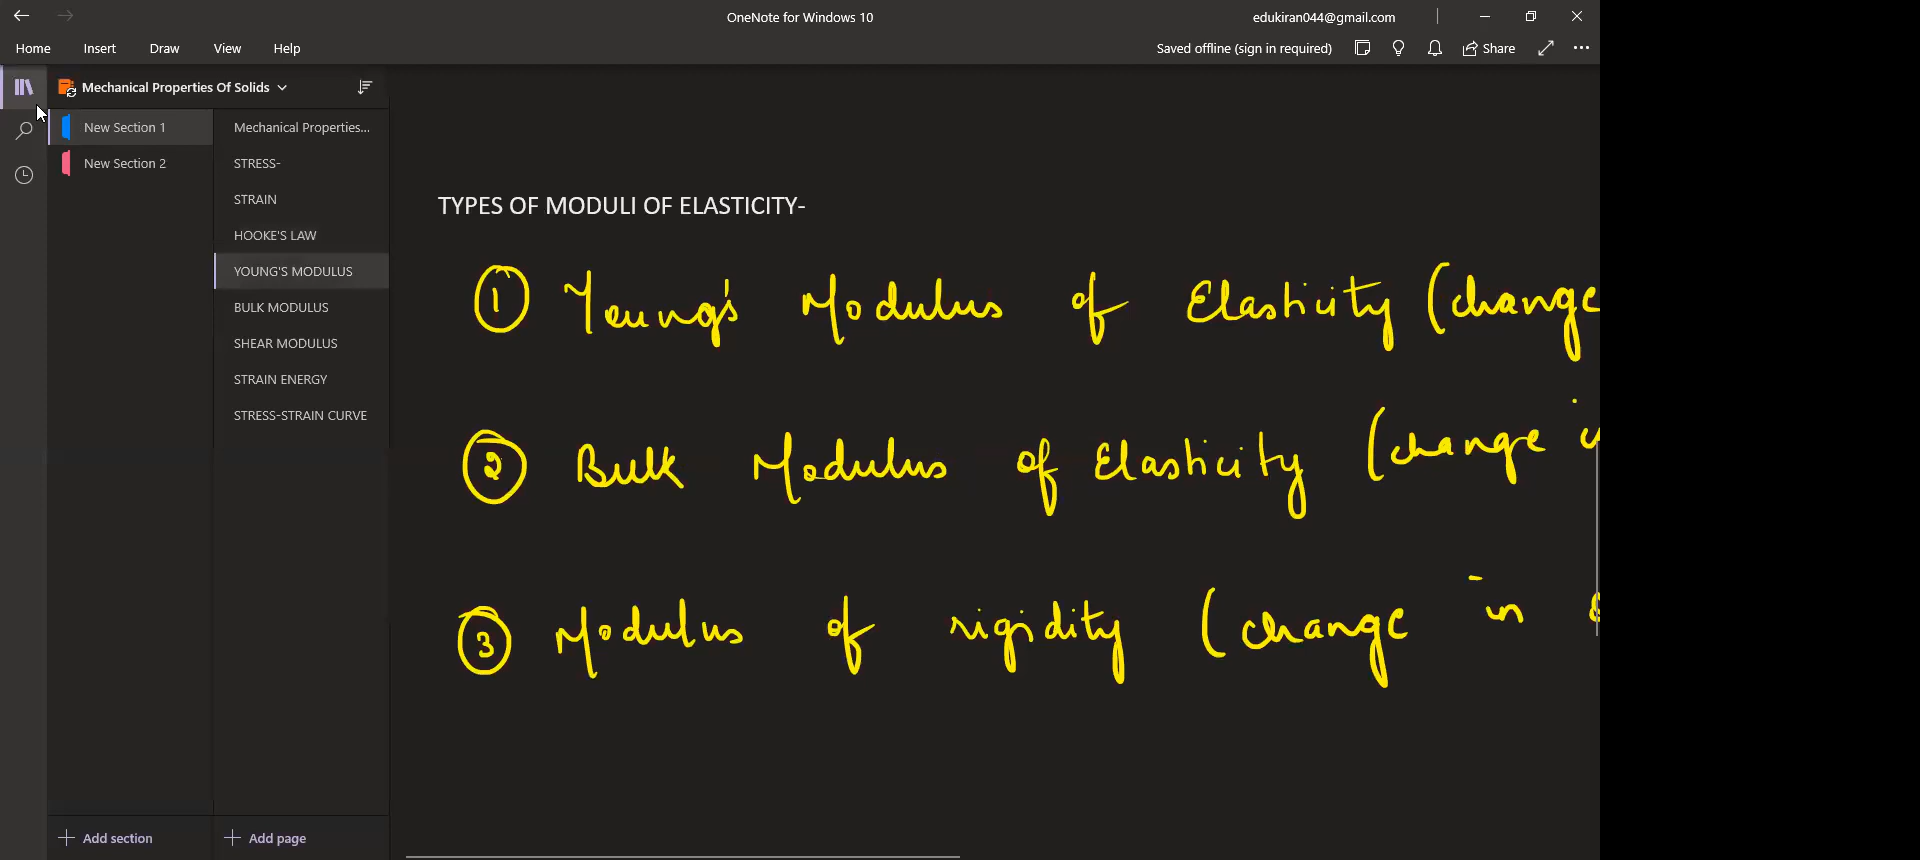 OneNote for Windows 10
edukiran044@gmail.com
Home Insert Draw View Help
Saved offline (sign in required) Share
Mechanical Properties Of Solids
New Section 1
New Section 2
Mechanical Properties...
STRESS-
STRAIN
HOOKE'S LAW
YOUNG'S MODULUS
BULK MODULUS
SHEAR MODULUS
STRAIN ENERGY
STRESS-STRAIN CURVE
Add section
Add page
TYPES OF MODULI OF ELASTICITY-
1 Young's Modulus of Elasticity (change
2 Bulk Modulus of Elasticity (change
3 Modulus of rigidity (change in